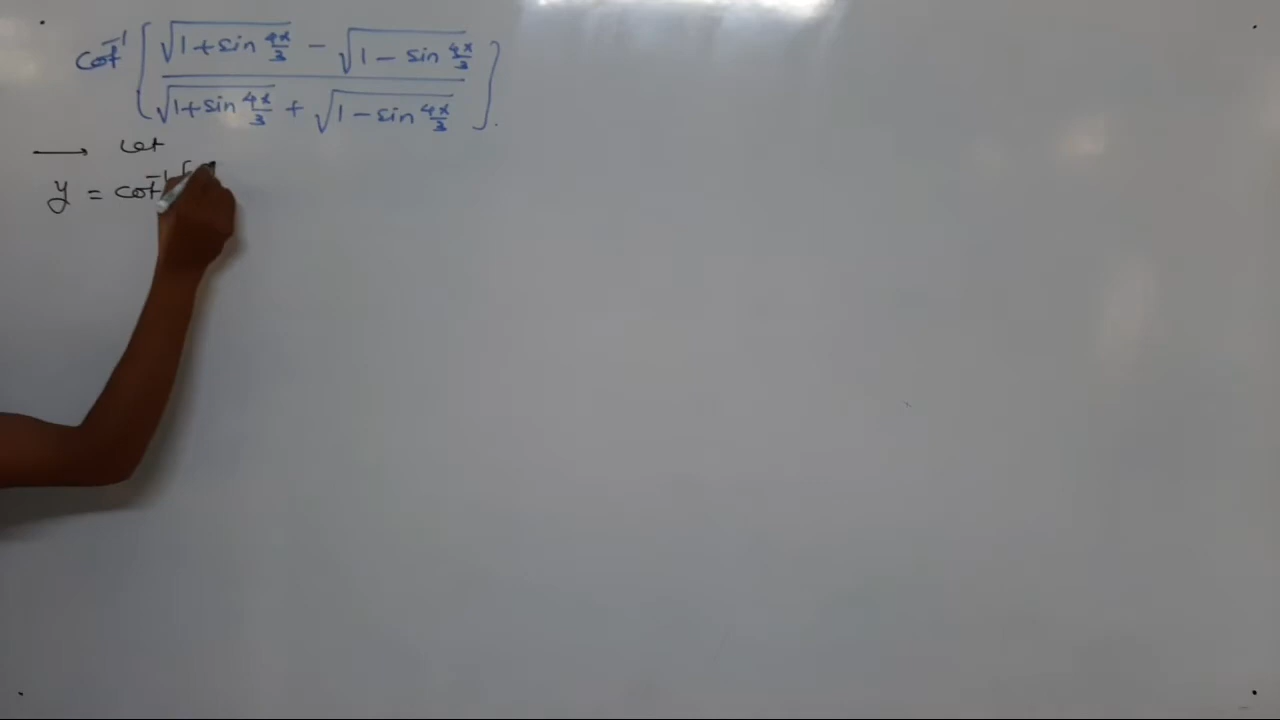 cot⁻¹ [ (√(1+sin 4x/3) − √(1 − sin 4x/3)) / (√(1+sin 4x/3) + √(1 − sin 4x/3)) ].
⟶ Let
y = cot⁻¹ [